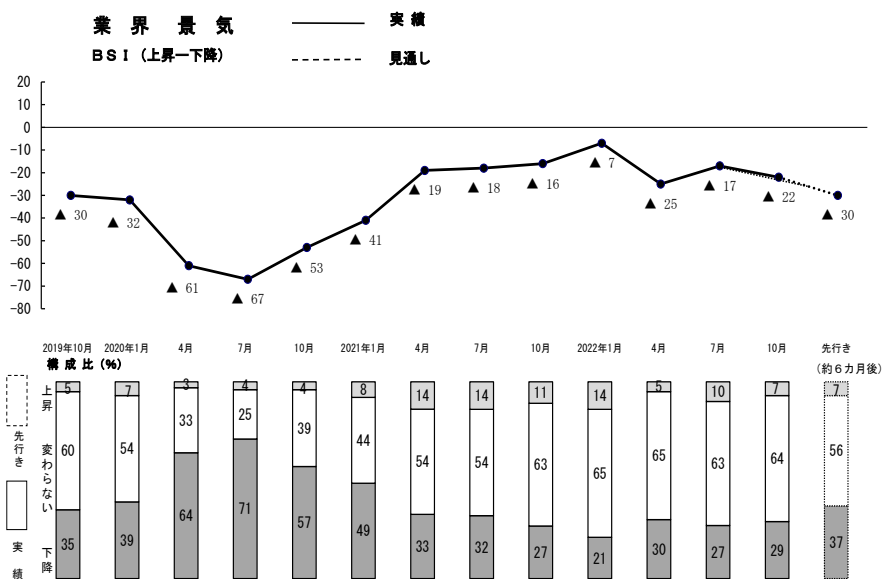 業 界 景 気
実 績
ＢＳＩ（上昇－下降）
見通し
20
10
0
-10
-20
-30
-40
-50
-60
-70
-80
▲ 30
▲ 32
▲ 61
▲ 67
▲ 53
▲ 41
▲ 19
▲ 18
▲ 16
▲ 7
▲ 25
▲ 17
▲ 22
▲ 30
2019年10月 2020年1月 4月 7月 10月 2021年1月 4月 7月 10月 2022年1月 4月 7月 10月 先行き
構 成 比（%）
（約６カ月後）
上昇
5 7 3 4 4 8 14 14 11 14 5 10 7 7
変わらない
60 54 33 25 39 44 54 54 63 65 65 63 64 56
下降
35 39 64 71 57 49 33 32 27 21 30 27 29 37
先行き
実 績